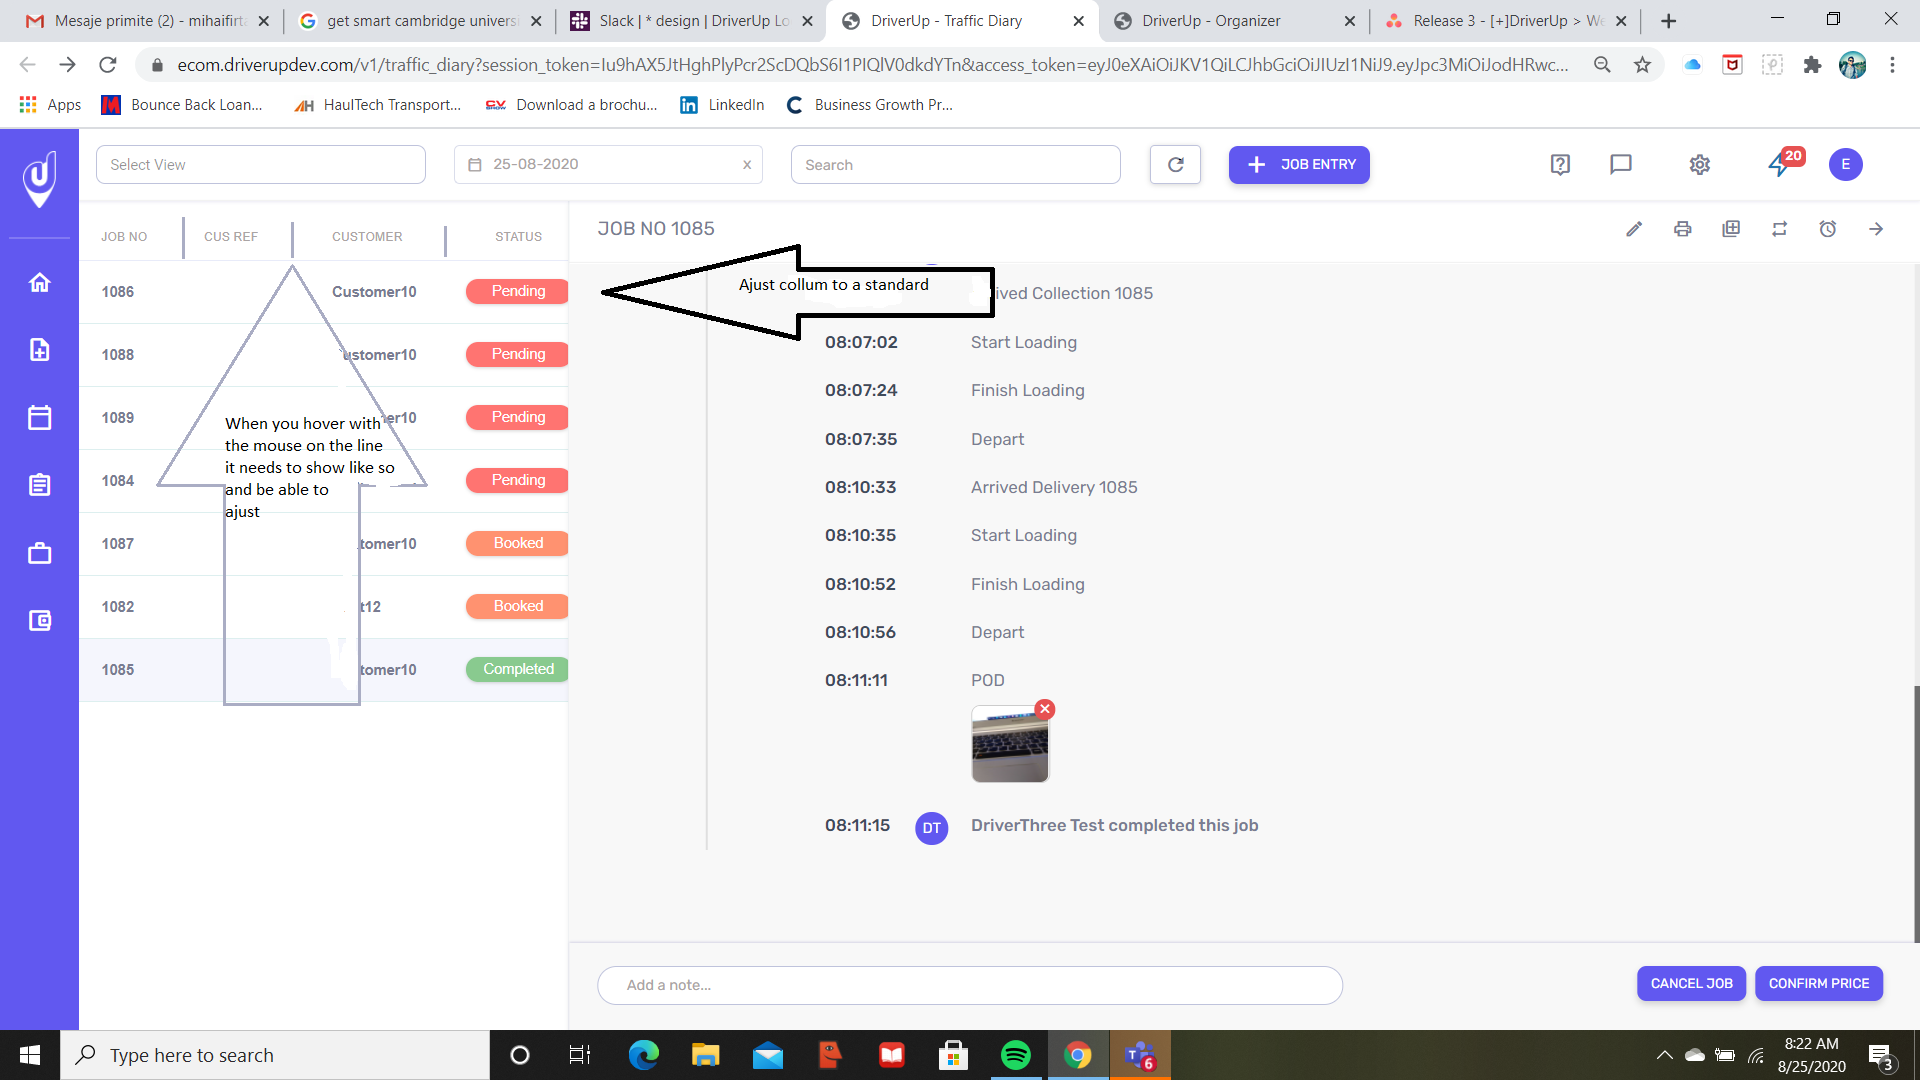 Mesaje primite (2) - mihaifirt
get smart cambridge universi
Slack | * design | DriverUp Lo
DriverUp - Traffic Diary
DriverUp - Organizer
Release 3 - [+]DriverUp > We
ecom.driverupdev.com/v1/traffic_diary?session_token=Iu9hAX5JtHghPlyPcr2ScDQbS6I1PIQlV0dkdYTn&access_token=eyJ0eXAiOiJKV1QiLCJhbGciOiJIUzI1NiJ9.eyJpc3MiOiJodHRwc...
Apps
Bounce Back Loan...
HaulTech Transport...
Download a brochu...
LinkedIn
Business Growth Pr...
Select View
25-08-2020
x
Search
JOB ENTRY
20
E
JOB NO
CUS REF
CUSTOMER
STATUS
JOB NO 1085
1086
Customer10
Pending
Ajust collum to a standard
ived Collection 1085
1088
ustomer10
Pending
08:07:02
Start Loading
08:07:24
Finish Loading
1089
er10
Pending
When you hover with
the mouse on the line
it needs to show like so
and be able to
ajust
08:07:35
Depart
1084
Pending
08:10:33
Arrived Delivery 1085
1087
tomer10
Booked
08:10:35
Start Loading
08:10:52
Finish Loading
1082
t12
Booked
08:10:56
Depart
1085
tomer10
Completed
08:11:11
POD
08:11:15
DT
DriverThree Test completed this job
Add a note...
CANCEL JOB
CONFIRM PRICE
Type here to search
6
8:22 AM
8/25/2020
3